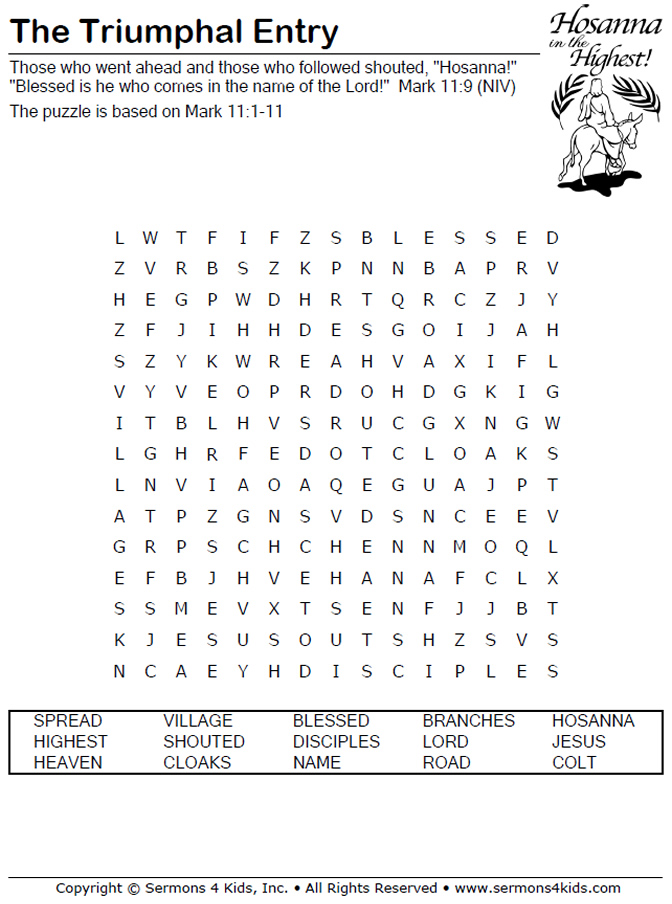 The Triumphal Entry
Hosanna
in the
Highest!
Those who went ahead and those who followed shouted, "Hosanna!"
"Blessed is he who comes in the name of the Lord!"  Mark 11:9 (NIV)
The puzzle is based on Mark 11:1-11
L W T F I F Z S B L E S S E D
Z V R B S Z K P N N B A P R V
H E G P W D H R T Q R C Z J Y
Z F J I H H D E S G O I J A H
S Z Y K W R E A H V A X I F L
V Y V E O P R D O H D G K I G
I T B L H V S R U C G X N G W
L G H R F E D O T C L O A K S
L N V I A O A Q E G U A J P T
A T P Z G N S V D S N C E E V
G R P S C H C H E N N M O Q L
E F B J H V E H A N A F C L X
S S M E V X T S E N F J J B T
K J E S U S O U T S H Z S V S
N C A E Y H D I S C I P L E S
SPREAD VILLAGE BLESSED BRANCHES HOSANNA
HIGHEST SHOUTED DISCIPLES LORD JESUS
HEAVEN CLOAKS NAME ROAD COLT
Copyright © Sermons 4 Kids, Inc. • All Rights Reserved • www.sermons4kids.com